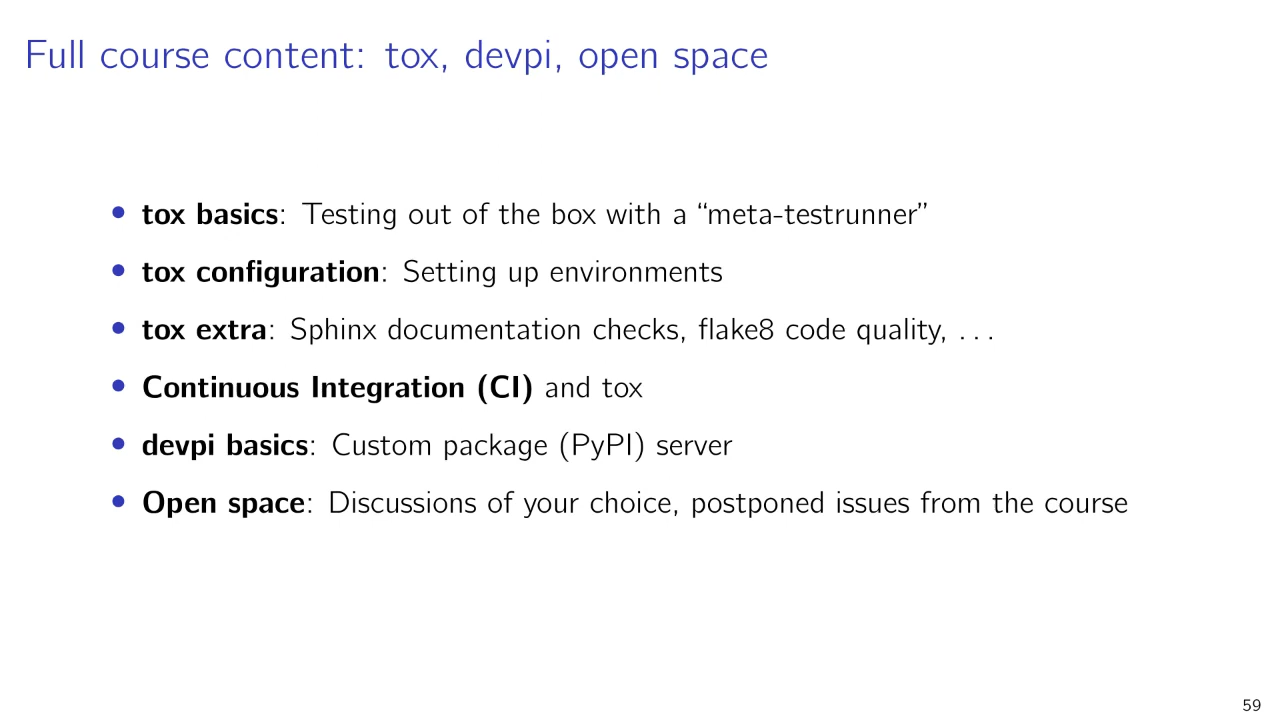 Full course content: tox, devpi, open space
• tox basics: Testing out of the box with a “meta-testrunner”
• tox configuration: Setting up environments
• tox extra: Sphinx documentation checks, flake8 code quality, . . .
• Continuous Integration (CI) and tox
• devpi basics: Custom package (PyPI) server
• Open space: Discussions of your choice, postponed issues from the course
59